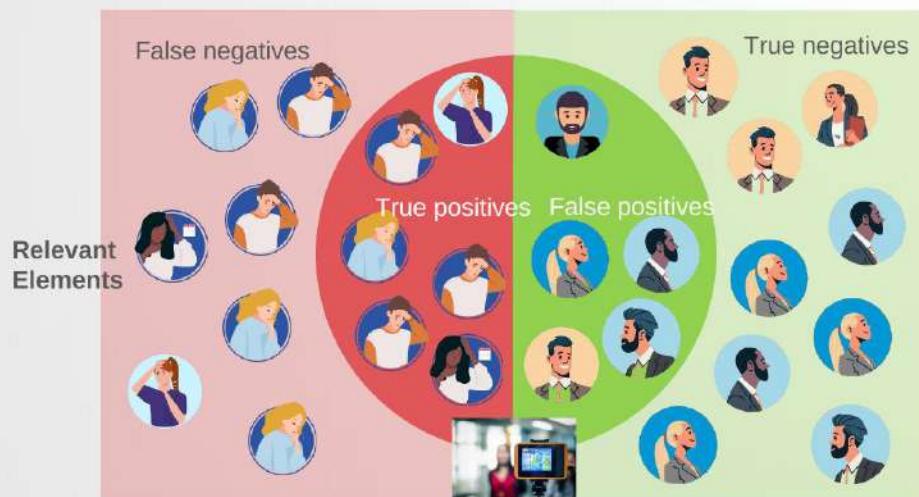 False negatives
True negatives
True positives
False positives
Relevant
Elements